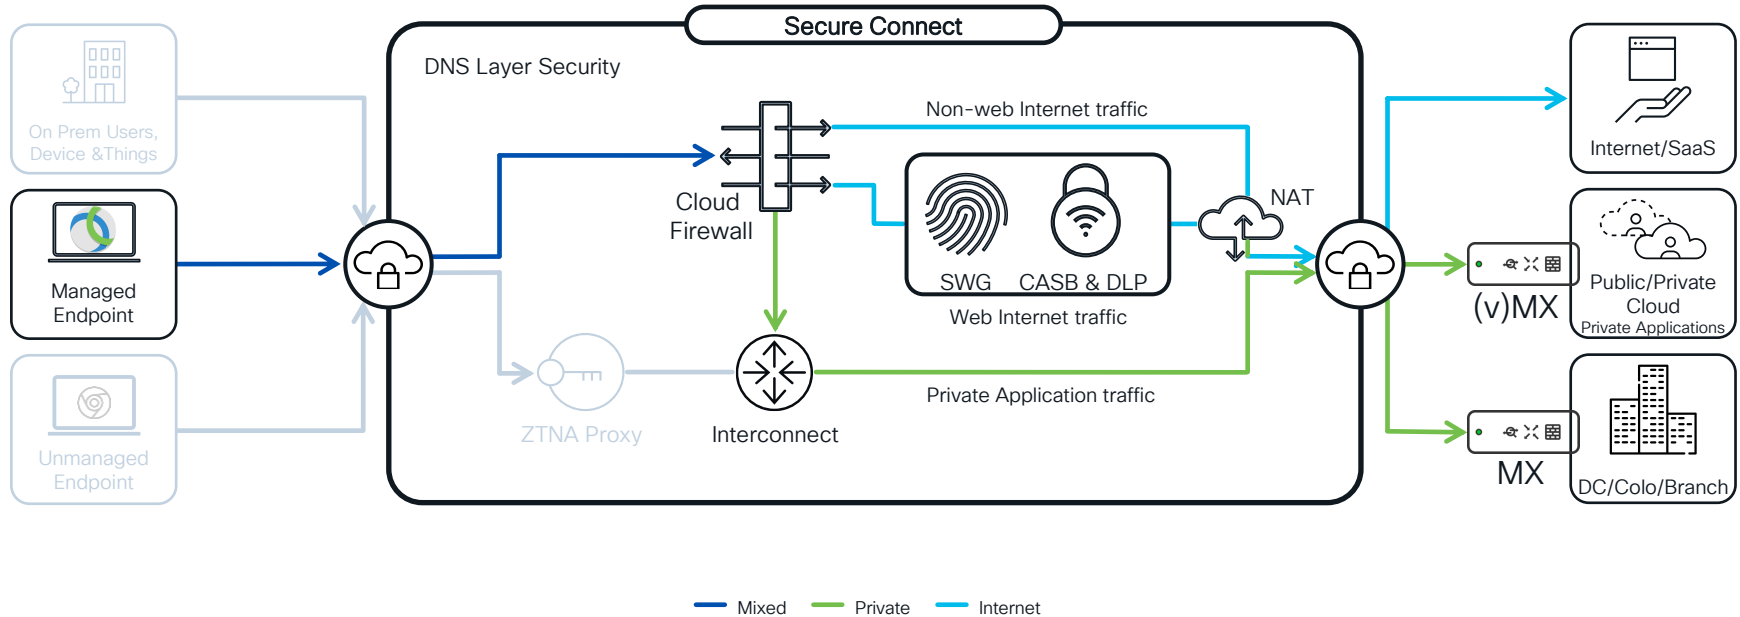 Secure Connect
DNS Layer Security
On Prem Users,
Device &Things
Managed
Endpoint
Unmanaged
Endpoint
Cloud
Firewall
Non-web Internet traffic
SWG
CASB & DLP
Web Internet traffic
NAT
ZTNA Proxy
Interconnect
Private Application traffic
Internet/SaaS
(v)MX
Public/Private
Cloud
Private Applications
MX
DC/Colo/Branch
Mixed
Private
Internet